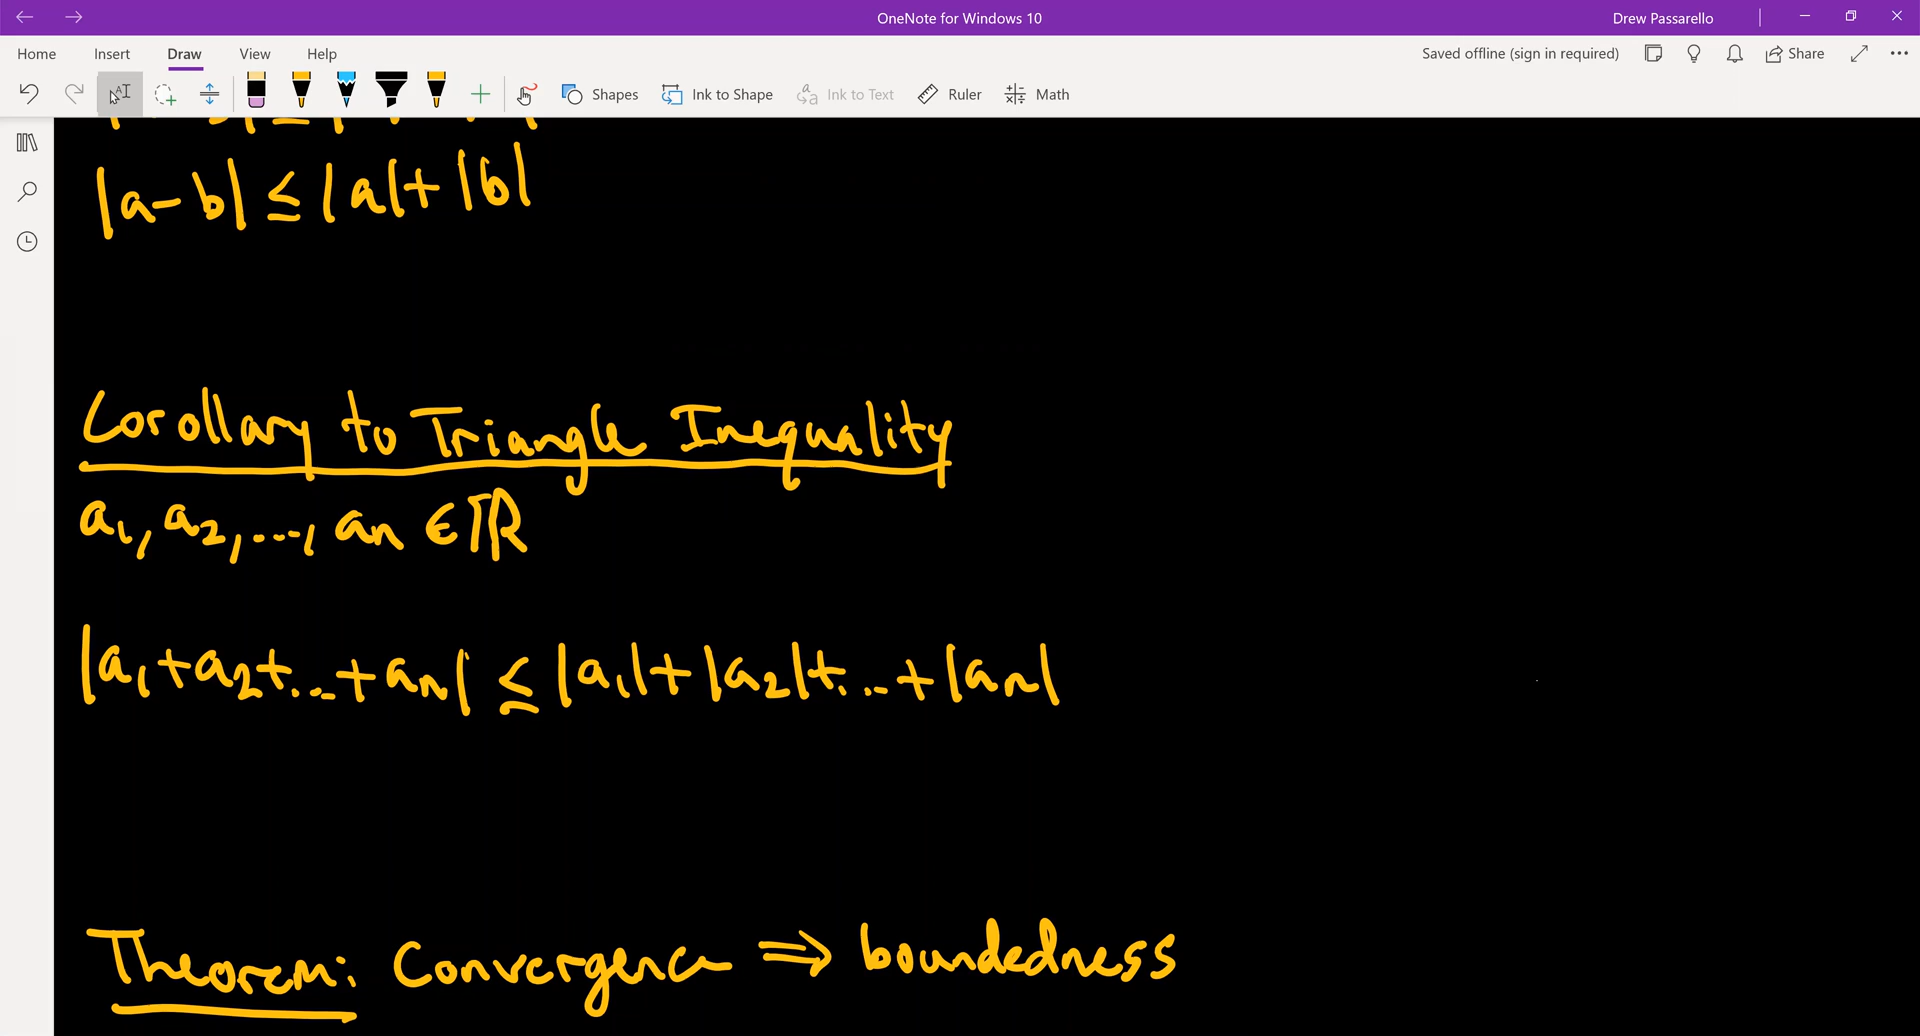 OneNote for Windows 10
Drew Passarello
Home Insert Draw View Help
Saved offline (sign in required) Share
Shapes Ink to Shape Ink to Text Ruler Math
|a-b| ≤ |a|+|b|
Corollary to Triangle Inequality
a₁, a₂, ..., an ∈ ℝ
|a₁+a₂+...+an| ≤ |a₁|+|a₂|+...+|an|
Theorem: Convergence ⇒ boundedness